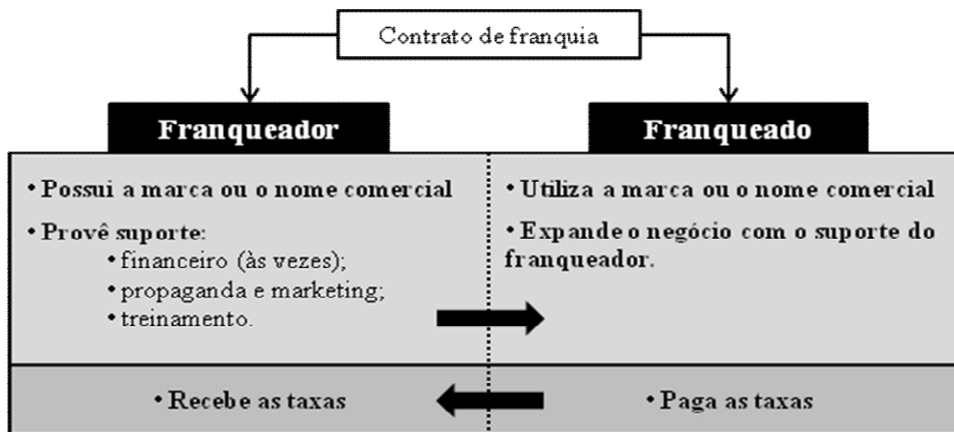 Contrato de franquia
Franqueador
• Possui a marca ou o nome comercial
• Provê suporte:
• financeiro (às vezes);
• propaganda e marketing;
• treinamento.
• Recebe as taxas
Franqueado
• Utiliza a marca ou o nome comercial
• Expande o negócio com o suporte do
franqueador.
• Paga as taxas